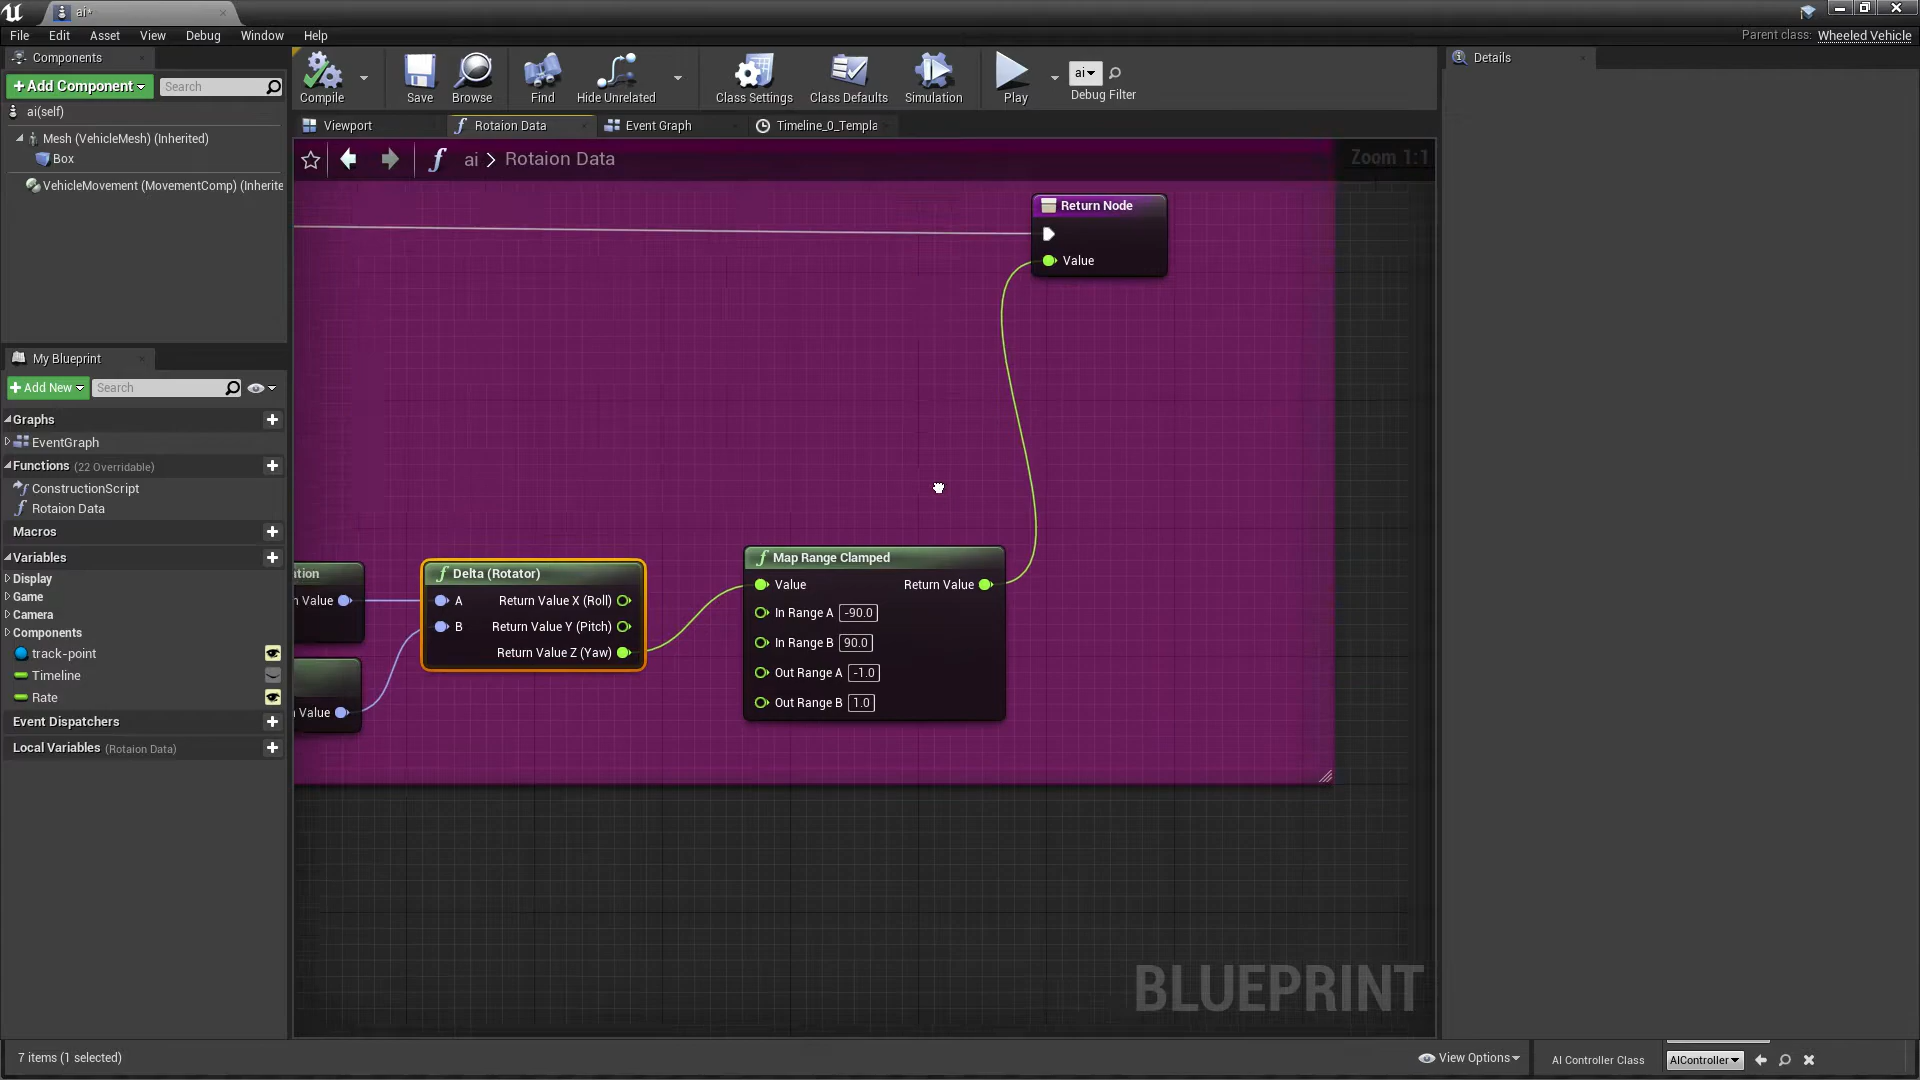 ai*
File Edit Asset View Debug Window Help
Parent class: Wheeled Vehicle
Components
+ Add Component
Search
ai(self)
Mesh (VehicleMesh) (Inherited)
Box
VehicleMovement (MovementComp) (Inherite
Compile
Save
Browse
Find
Hide Unrelated
Class Settings
Class Defaults
Simulation
Play
ai
Debug Filter
Details
Viewport
Rotaion Data
Event Graph
Timeline_0_Templa
ai > Rotaion Data
Zoom 1:1
My Blueprint
+ Add New
Search
Graphs
EventGraph
Functions (22 Overridable)
ConstructionScript
Rotaion Data
Macros
Variables
Display
Game
Camera
Components
track-point
Timeline
Rate
Event Dispatchers
Local Variables (Rotaion Data)
Return Node
Value
tion
n Value
n Value
Delta (Rotator)
A Return Value X (Roll)
B Return Value Y (Pitch)
Return Value Z (Yaw)
Map Range Clamped
Value Return Value
In Range A -90.0
In Range B 90.0
Out Range A -1.0
Out Range B 1.0
BLUEPRINT
7 items (1 selected)
View Options
AI Controller Class
AIController